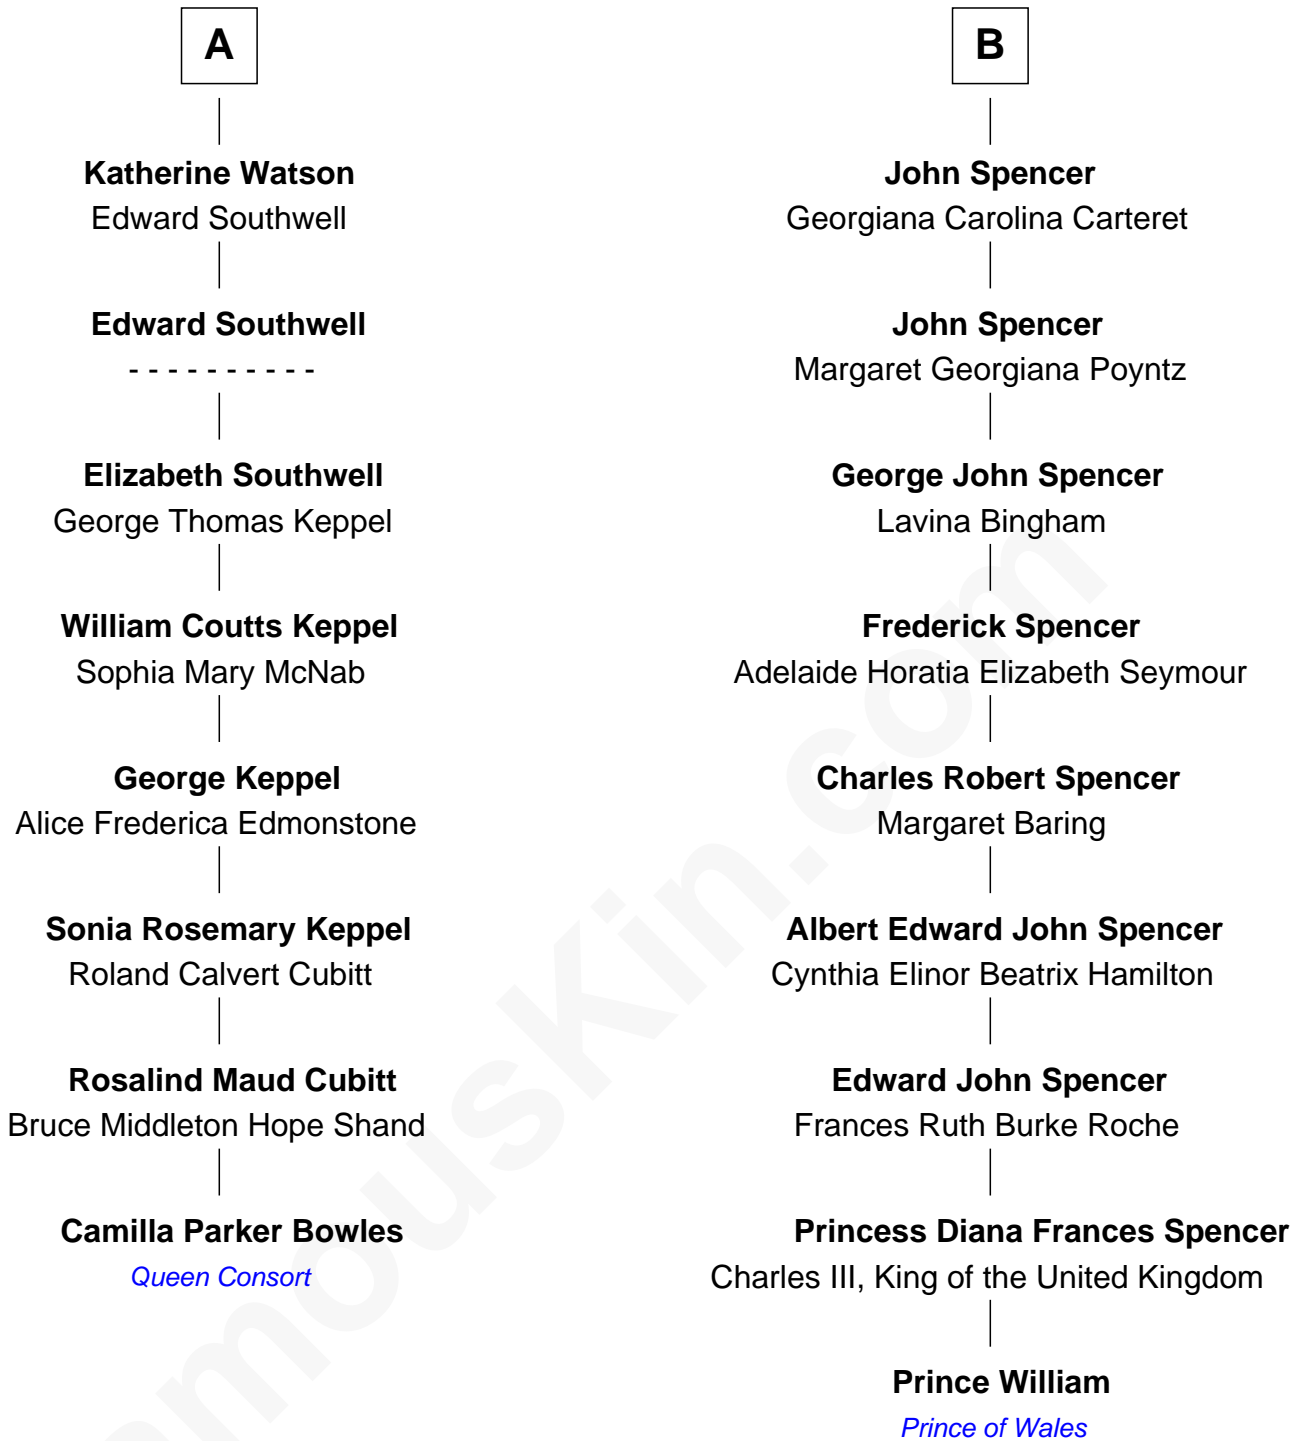 A
Katherine Watson
Edward Southwell
Edward Southwell
- - - - - - - - - -
Elizabeth Southwell
George Thomas Keppel
William Coutts Keppel
Sophia Mary McNab
George Keppel
Alice Frederica Edmonstone
Sonia Rosemary Keppel
Roland Calvert Cubitt
Rosalind Maud Cubitt
Bruce Middleton Hope Shand
Camilla Parker Bowles
Queen Consort
B
John Spencer
Georgiana Carolina Carteret
John Spencer
Margaret Georgiana Poyntz
George John Spencer
Lavina Bingham
Frederick Spencer
Adelaide Horatia Elizabeth Seymour
Charles Robert Spencer
Margaret Baring
Albert Edward John Spencer
Cynthia Elinor Beatrix Hamilton
Edward John Spencer
Frances Ruth Burke Roche
Princess Diana Frances Spencer
Charles III, King of the United Kingdom
Prince William
Prince of Wales
amousKin.com